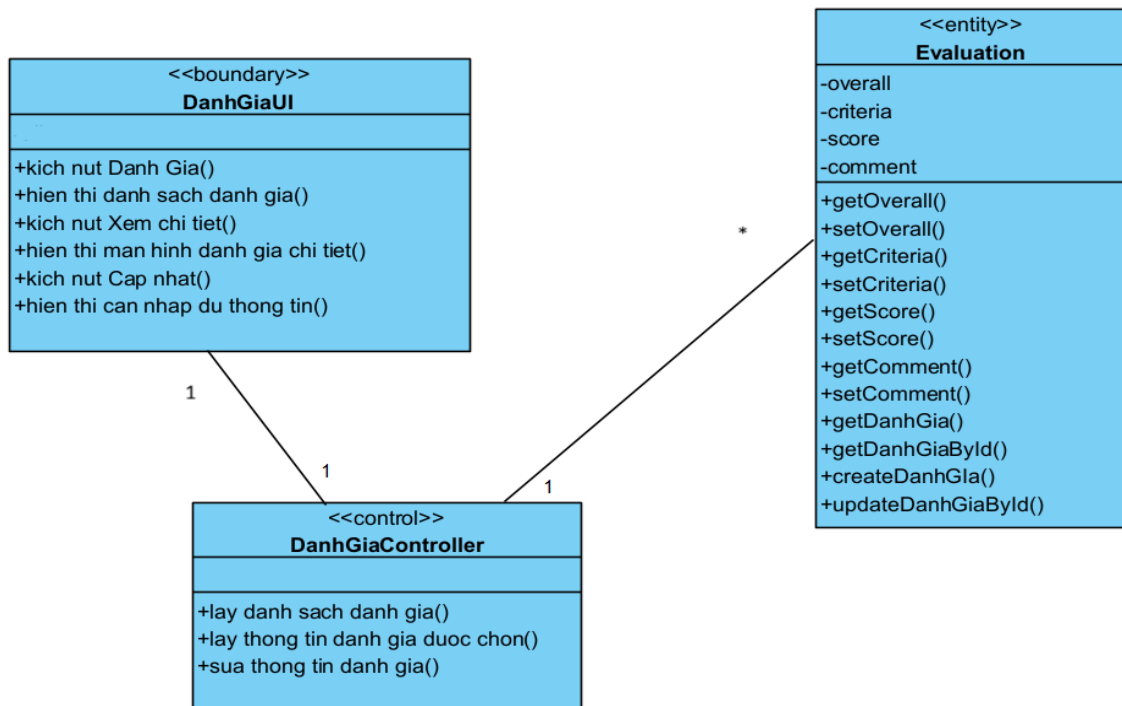 <<boundary>>
DanhGiaUI
+kich nut Danh Gia()
+hien thi danh sach danh gia()
+kich nut Xem chi tiet()
+hien thi man hinh danh gia chi tiet()
+kich nut Cap nhat()
+hien thi can nhap du thong tin()
1
1
<<control>>
DanhGiaController
+lay danh sach danh gia()
+lay thong tin danh gia duoc chon()
+sua thong tin danh gia()
1
*
<<entity>>
Evaluation
-overall
-criteria
-score
-comment
+getOverall()
+setOverall()
+getCriteria()
+setCriteria()
+getScore()
+setScore()
+getComment()
+setComment()
+getDanhGia()
+getDanhGiaById()
+createDanhGIa()
+updateDanhGiaById()